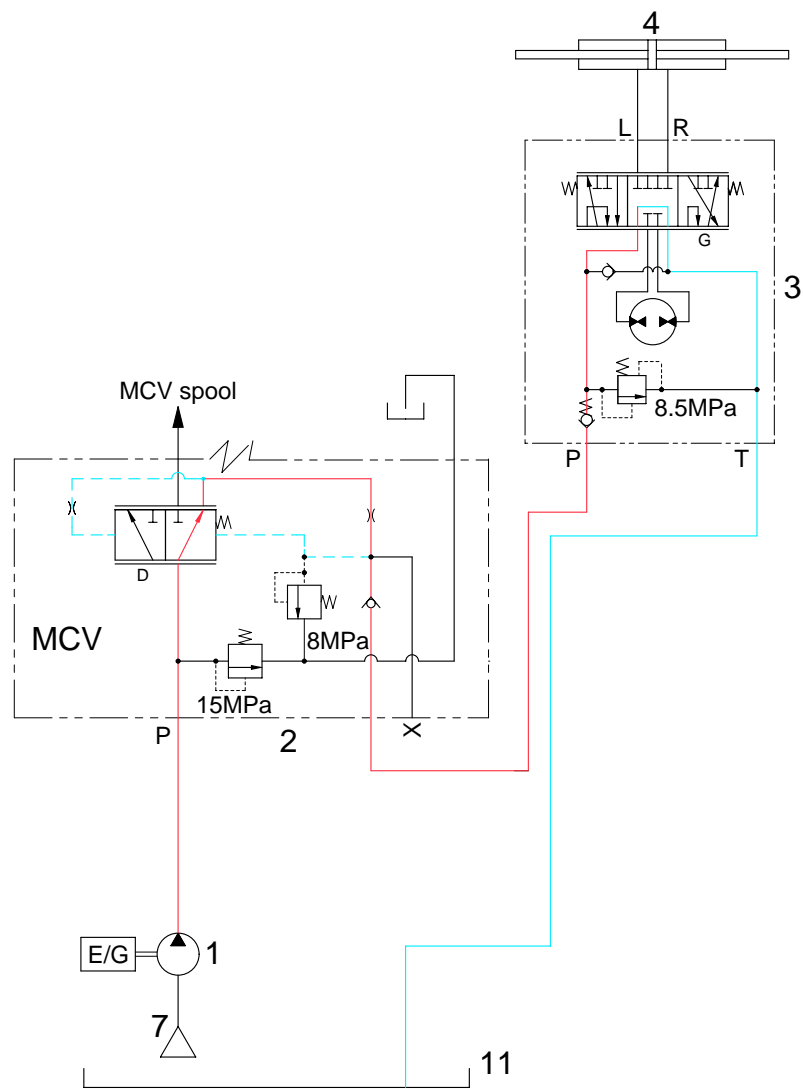 4
L R
G
3
8.5MPa
P T
MCV spool
D
MCV
8MPa
15MPa
P 2 X
E/G 1
7
11